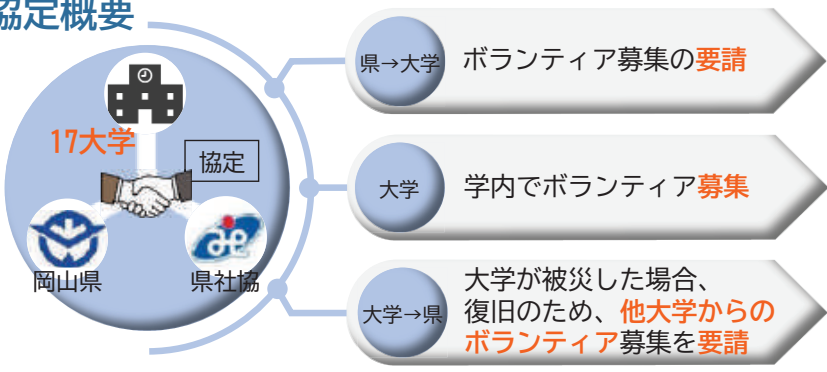 協定概要
17大学
協定
岡山県
県社協
県→大学
ボランティア募集の要請
大学
学内でボランティア募集
大学→県
大学が被災した場合、
復旧のため、他大学からの
ボランティア募集を要請